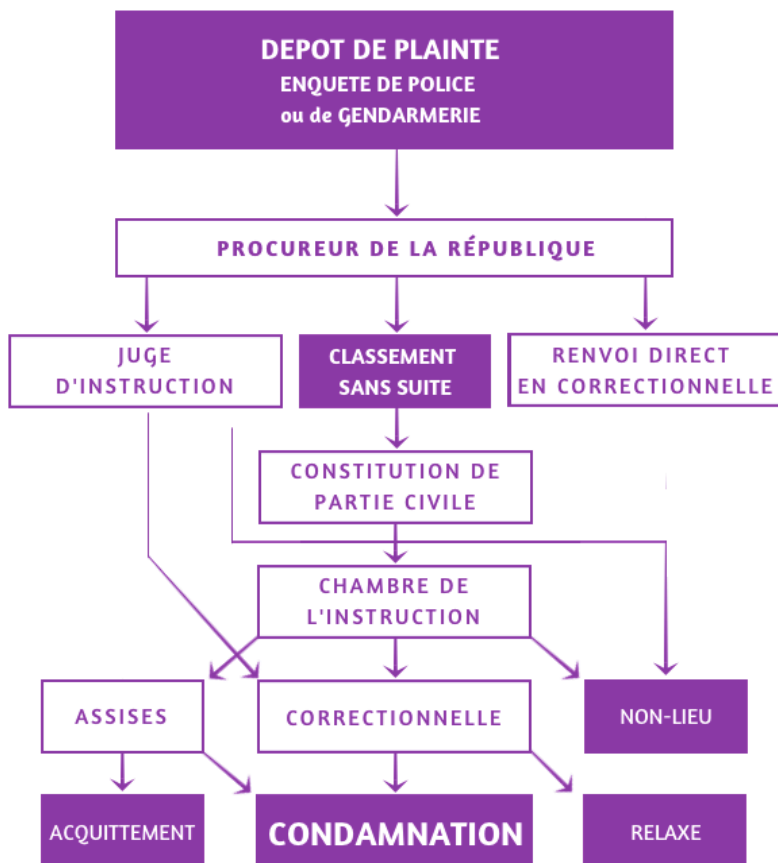 DEPOT DE PLAINTE
ENQUETE DE POLICE
ou de GENDARMERIE
PROCUREUR DE LA RÉPUBLIQUE
JUGE
D'INSTRUCTION
CLASSEMENT
SANS SUITE
RENVOI DIRECT
EN CORRECTIONNELLE
CONSTITUTION DE
PARTIE CIVILE
CHAMBRE DE
L'INSTRUCTION
ASSISES
CORRECTIONNELLE
NON-LIEU
ACQUITTEMENT
CONDAMNATION
RELAXE